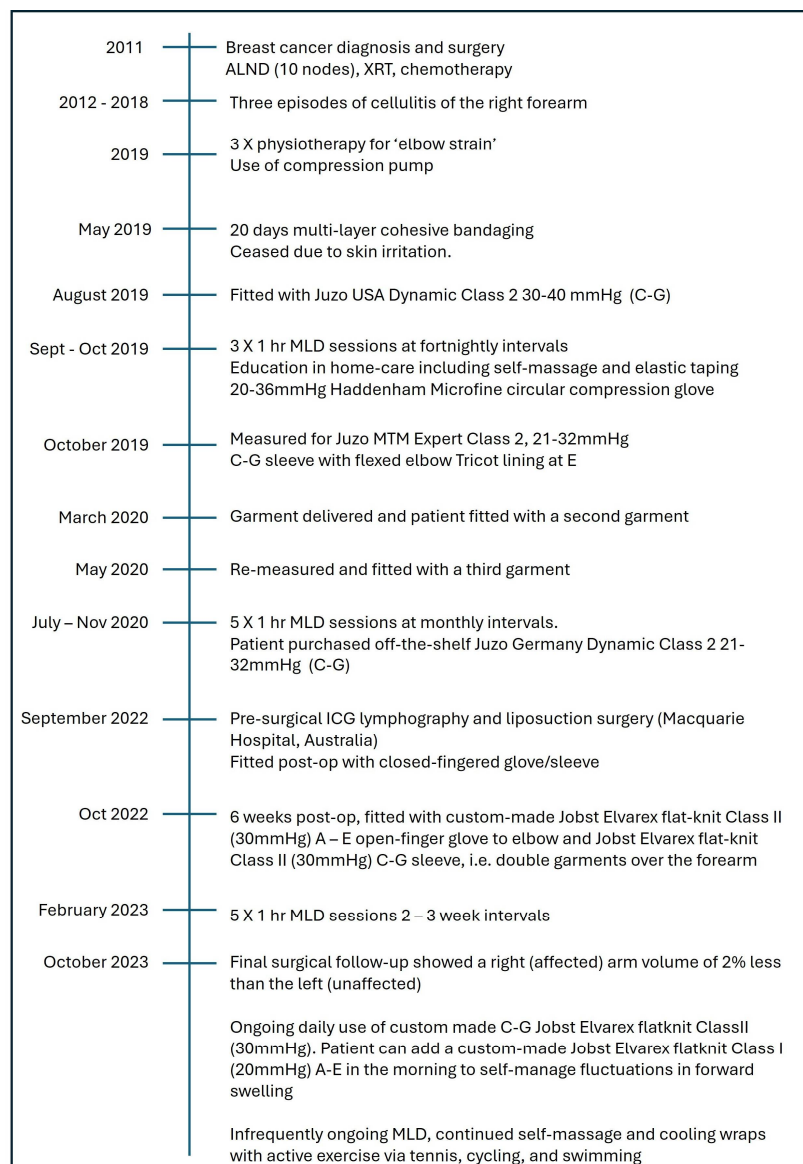 2011
Breast cancer diagnosis and surgery
ALND (10 nodes), XRT, chemotherapy
2012 - 2018
Three episodes of cellulitis of the right forearm
2019
3 X physiotherapy for ‘elbow strain’
Use of compression pump
May 2019
20 days multi-layer cohesive bandaging
Ceased due to skin irritation.
August 2019
Fitted with Juzo USA Dynamic Class 2 30-40 mmHg (C-G)
Sept - Oct 2019
3 X 1 hr MLD sessions at fortnightly intervals
Education in home-care including self-massage and elastic taping
20-36mmHg Haddenham Microfine circular compression glove
October 2019
Measured for Juzo MTM Expert Class 2, 21-32mmHg
C-G sleeve with flexed elbow Tricot lining at E
March 2020
Garment delivered and patient fitted with a second garment
May 2020
Re-measured and fitted with a third garment
July – Nov 2020
5 X 1 hr MLD sessions at monthly intervals.
Patient purchased off-the-shelf Juzo Germany Dynamic Class 2 21-
32mmHg (C-G)
September 2022
Pre-surgical ICG lymphography and liposuction surgery (Macquarie
Hospital, Australia)
Fitted post-op with closed-fingered glove/sleeve
Oct 2022
6 weeks post-op, fitted with custom-made Jobst Elvarex flat-knit Class II
(30mmHg) A – E open-finger glove to elbow and Jobst Elvarex flat-knit
Class II (30mmHg) C-G sleeve, i.e. double garments over the forearm
February 2023
5 X 1 hr MLD sessions 2 – 3 week intervals
October 2023
Final surgical follow-up showed a right (affected) arm volume of 2% less
than the left (unaffected)
Ongoing daily use of custom made C-G Jobst Elvarex flatknit ClassII
(30mmHg). Patient can add a custom-made Jobst Elvarex flatknit Class I
(20mmHg) A-E in the morning to self-manage fluctuations in forward
swelling
Infrequently ongoing MLD, continued self-massage and cooling wraps
with active exercise via tennis, cycling, and swimming